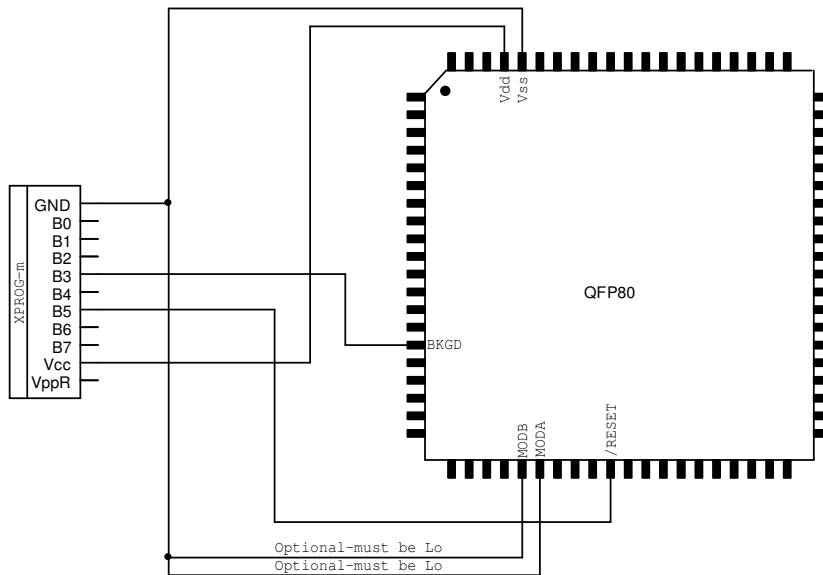 Vdd
Vss
XPROG-m
GND
B0
B1
B2
B3
B4
B5
B6
B7
Vcc
VppR
QFP80
BKGD
MODB
MODA
/RESET
Optional-must be Lo
Optional-must be Lo